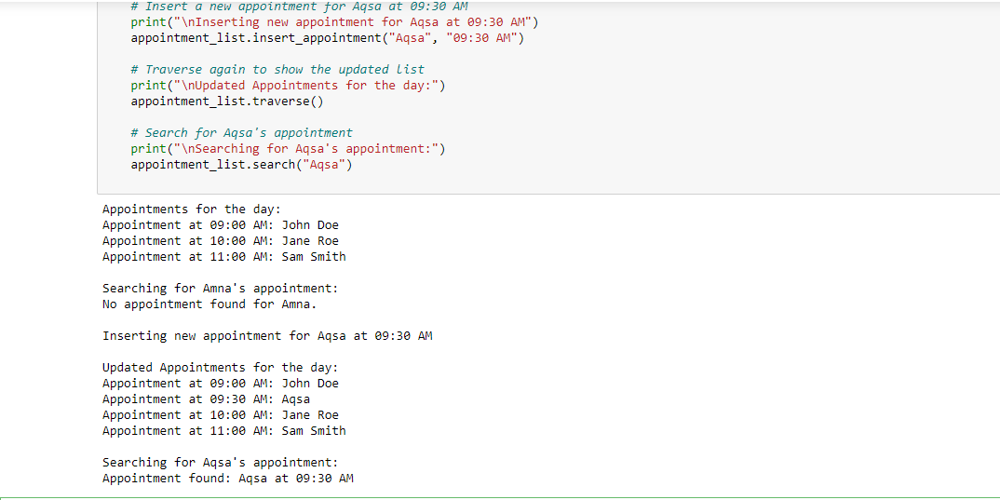 # Insert a new appointment for Aqsa at 09:30 AM
print("\nInserting new appointment for Aqsa at 09:30 AM")
appointment_list.insert_appointment("Aqsa", "09:30 AM")
# Traverse again to show the updated list
print("\nUpdated Appointments for the day:")
appointment_list.traverse()
# Search for Aqsa's appointment
print("\nSearching for Aqsa's appointment:")
appointment_list.search("Aqsa")
Appointments for the day:
Appointment at 09:00 AM: John Doe
Appointment at 10:00 AM: Jane Roe
Appointment at 11:00 AM: Sam Smith
Searching for Amna's appointment:
No appointment found for Amna.
Inserting new appointment for Aqsa at 09:30 AM
Updated Appointments for the day:
Appointment at 09:00 AM: John Doe
Appointment at 09:30 AM: Aqsa
Appointment at 10:00 AM: Jane Roe
Appointment at 11:00 AM: Sam Smith
Searching for Aqsa's appointment:
Appointment found: Aqsa at 09:30 AM